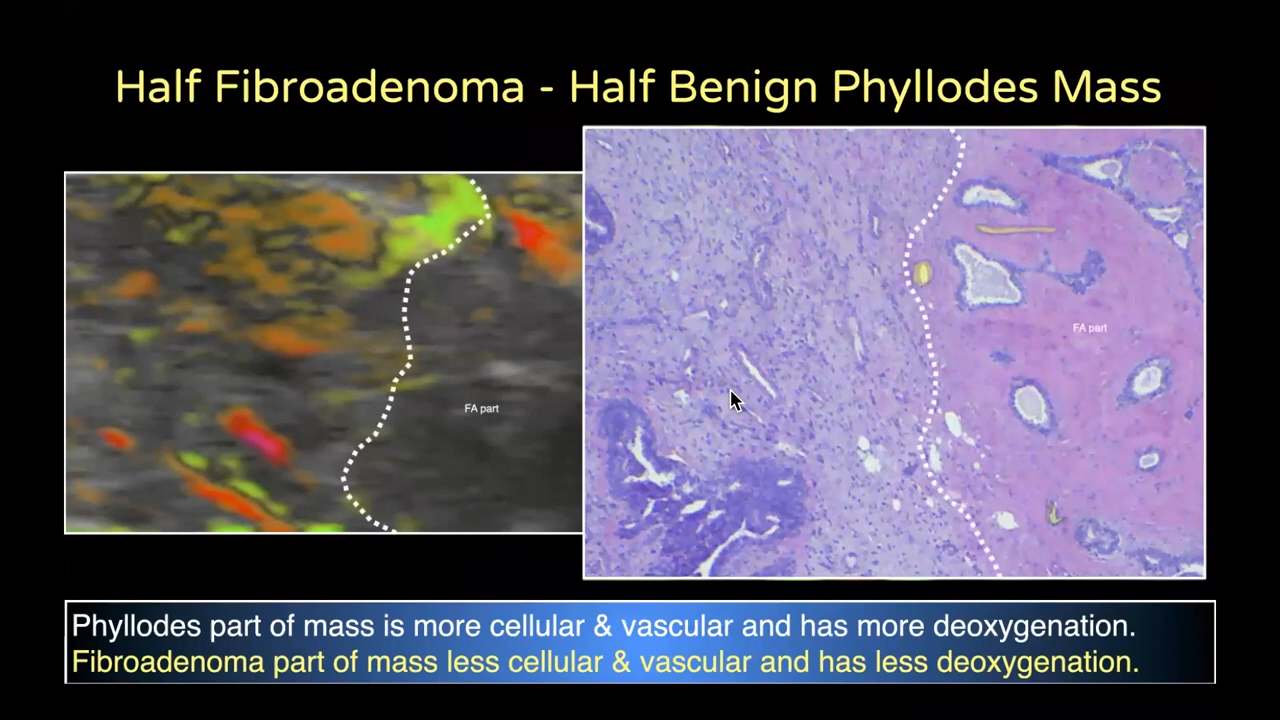 Half Fibroadenoma - Half Benign Phyllodes Mass
FA part
FA part
Phyllodes part of mass is more cellular & vascular and has more deoxygenation.
Fibroadenoma part of mass less cellular & vascular and has less deoxygenation.